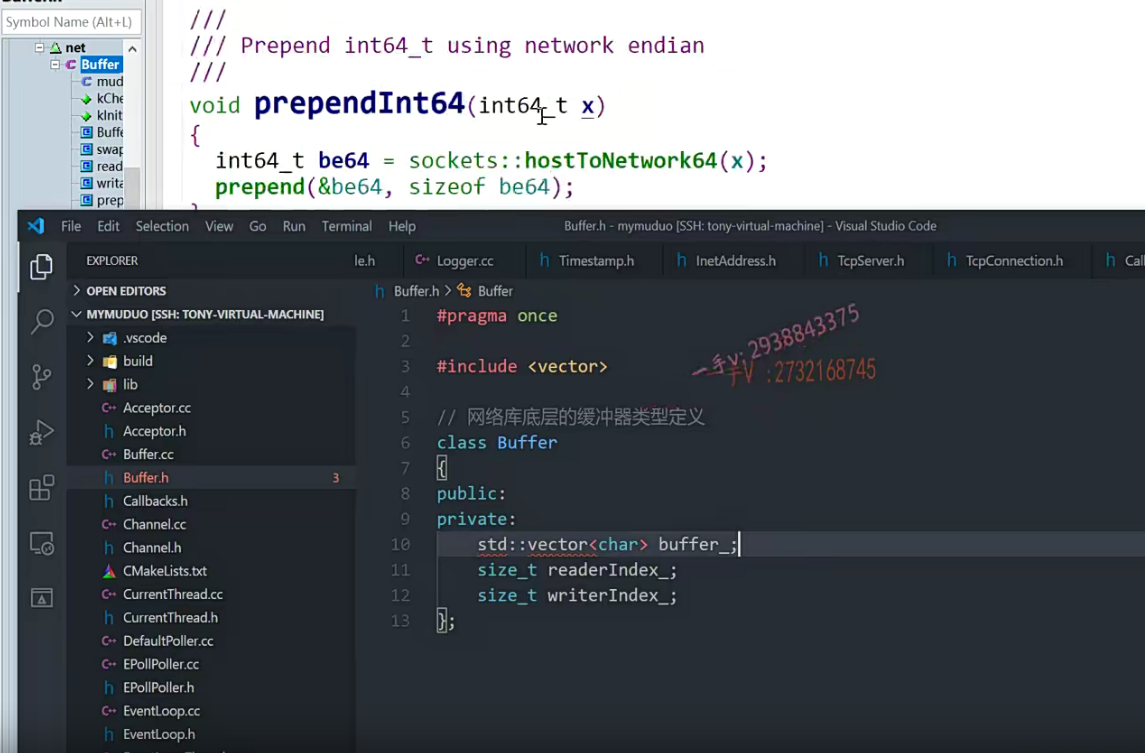 Symbol Name (Alt+L)
net
Buffer
mud
kChe
kInit
Buffe
swap
read
writa
prep
///
/// Prepend int64_t using network endian
///
void prependInt64(int64_t x)
{
int64_t be64 = sockets::hostToNetwork64(x);
prepend(&be64, sizeof be64);
File Edit Selection View Go Run Terminal Help
Buffer.h - mymuduo [SSH: tony-virtual-machine] - Visual Studio Code
EXPLORER
le.h
Logger.cc
Timestamp.h
InetAddress.h
TcpServer.h
TcpConnection.h
Call
OPEN EDITORS
MYMUDUO [SSH: TONY-VIRTUAL-MACHINE]
.vscode
build
lib
Acceptor.cc
Acceptor.h
Buffer.cc
Buffer.h 3
Callbacks.h
Channel.cc
Channel.h
CMakeLists.txt
CurrentThread.cc
CurrentThread.h
DefaultPoller.cc
EPollPoller.cc
EPollPoller.h
EventLoop.cc
EventLoop.h
Buffer.h > Buffer
1 #pragma once
2
3 #include <vector>
4
5 // 网络库底层的缓冲器类型定义
6 class Buffer
7 {
8 public:
9 private:
10 std::vector<char> buffer_;
11 size_t readerIndex_;
12 size_t writerIndex_;
13 };
一手v:2938843375
手V :2732168745